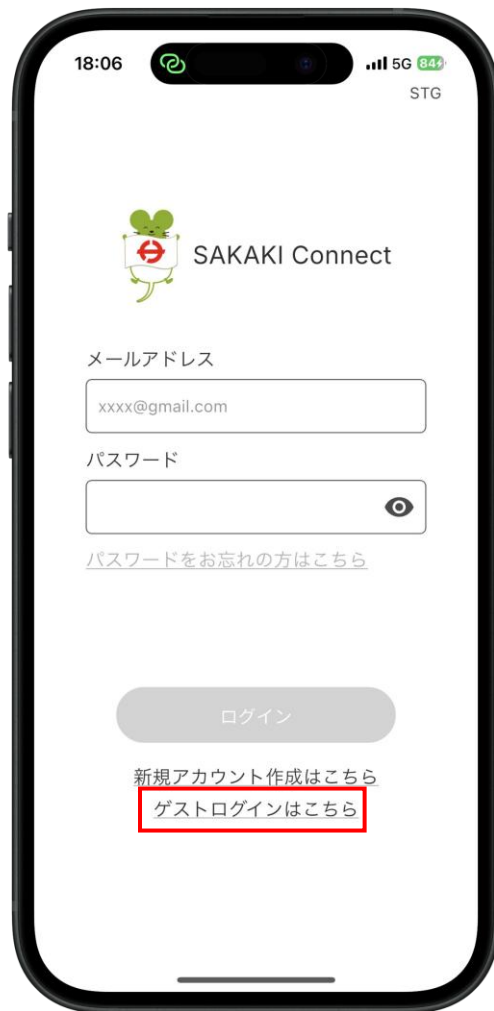 18:06
5G 84
STG
SAKAKI Connect
メールアドレス
xxxx@gmail.com
パスワード
パスワードをお忘れの方はこちら
ログイン
新規アカウント作成はこちら
ゲストログインはこちら